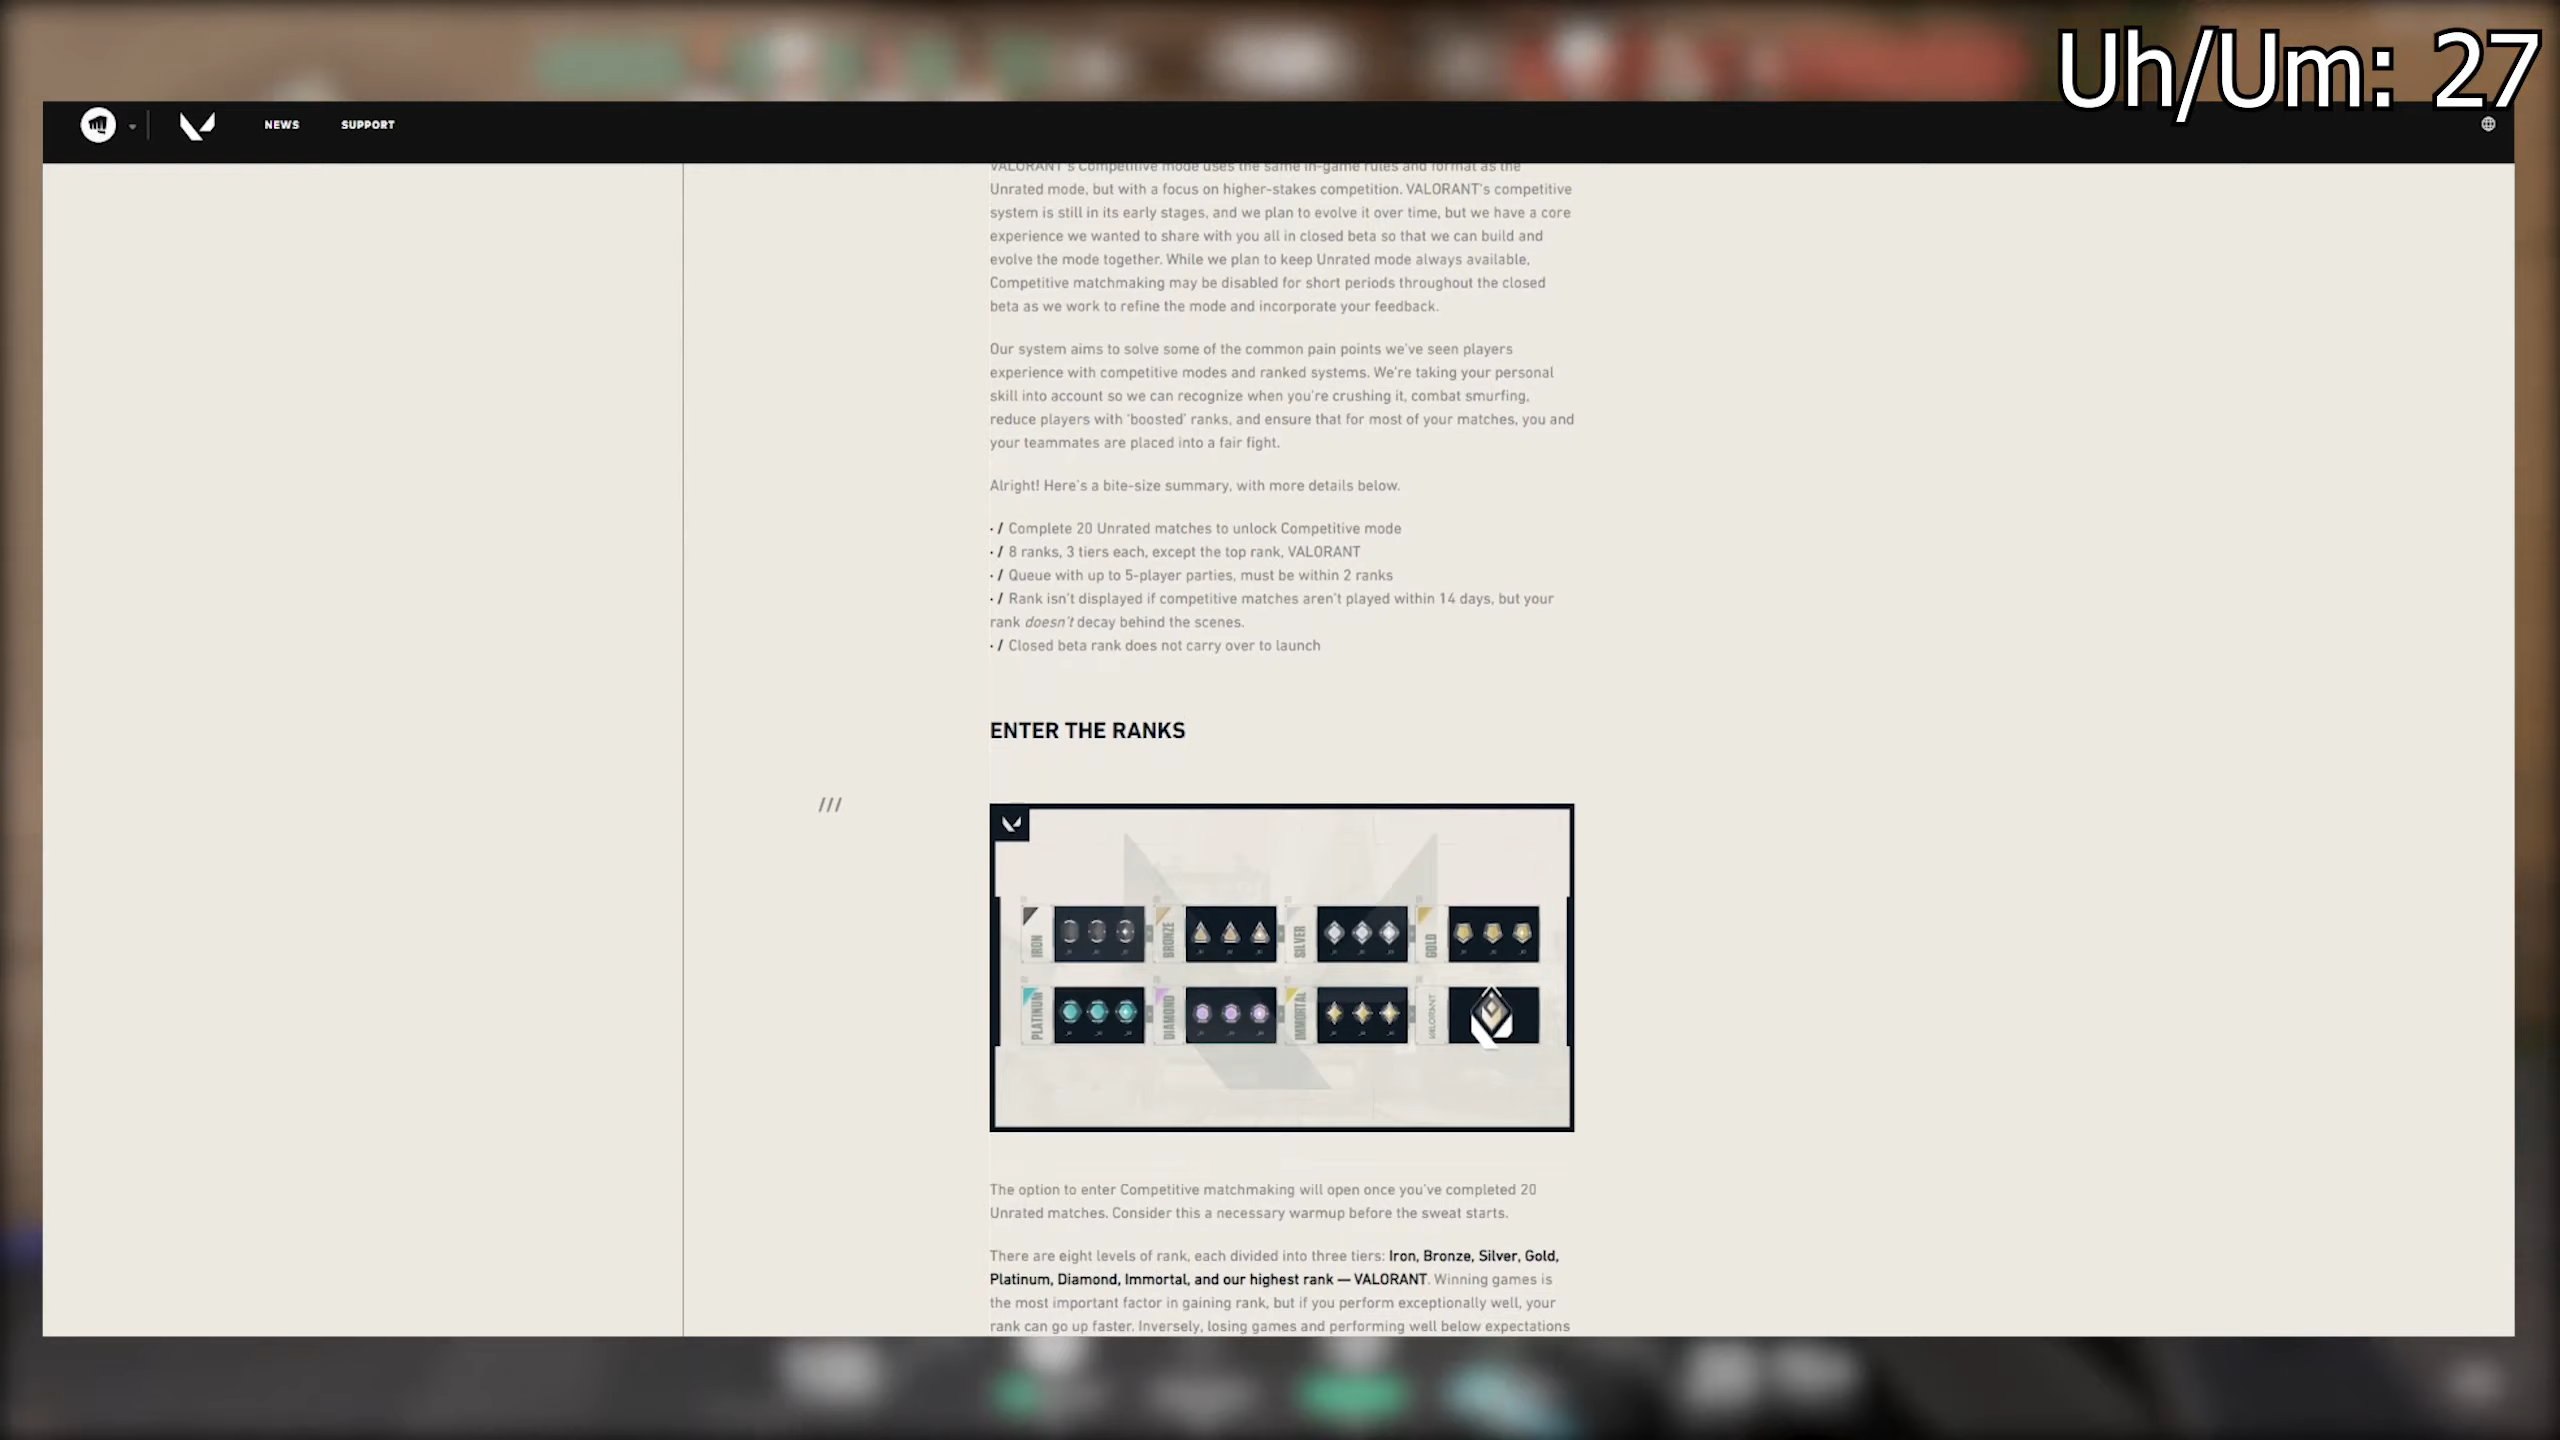 Uh/Um: 27
NEWS SUPPORT
VALORANT's Competitive mode uses the same in-game rules and format as the
Unrated mode, but with a focus on higher-stakes competition. VALORANT's competitive
system is still in its early stages, and we plan to evolve it over time, but we have a core
experience we wanted to share with you all in closed beta so that we can build and
evolve the mode together. While we plan to keep Unrated mode always available,
Competitive matchmaking may be disabled for short periods throughout the closed
beta as we work to refine the mode and incorporate your feedback.
Our system aims to solve some of the common pain points we've seen players
experience with competitive modes and ranked systems. We're taking your personal
skill into account so we can recognize when you're crushing it, combat smurfing,
reduce players with 'boosted' ranks, and ensure that for most of your matches, you and
your teammates are placed into a fair fight.
Alright! Here's a bite-size summary, with more details below.
· / Complete 20 Unrated matches to unlock Competitive mode
· / 8 ranks, 3 tiers each, except the top rank, VALORANT
· / Queue with up to 5-player parties, must be within 2 ranks
· / Rank isn't displayed if competitive matches aren't played within 14 days, but your
rank doesn't decay behind the scenes.
· / Closed beta rank does not carry over to launch
ENTER THE RANKS
///
IRON BRONZE SILVER GOLD
PLATINUM DIAMOND IMMORTAL VALORANT
The option to enter Competitive matchmaking will open once you've completed 20
Unrated matches. Consider this a necessary warmup before the sweat starts.
There are eight levels of rank, each divided into three tiers: Iron, Bronze, Silver, Gold,
Platinum, Diamond, Immortal, and our highest rank — VALORANT. Winning games is
the most important factor in gaining rank, but if you perform exceptionally well, your
rank can go up faster. Inversely, losing games and performing well below expectations